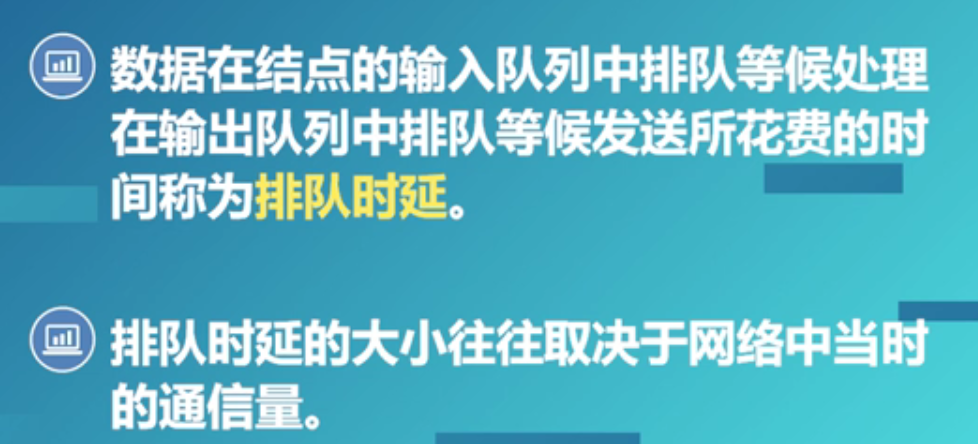 数据在结点的输入队列中排队等候处理
在输出队列中排队等候发送所花费的时
间称为排队时延。
排队时延的大小往往取决于网络中当时
的通信量。